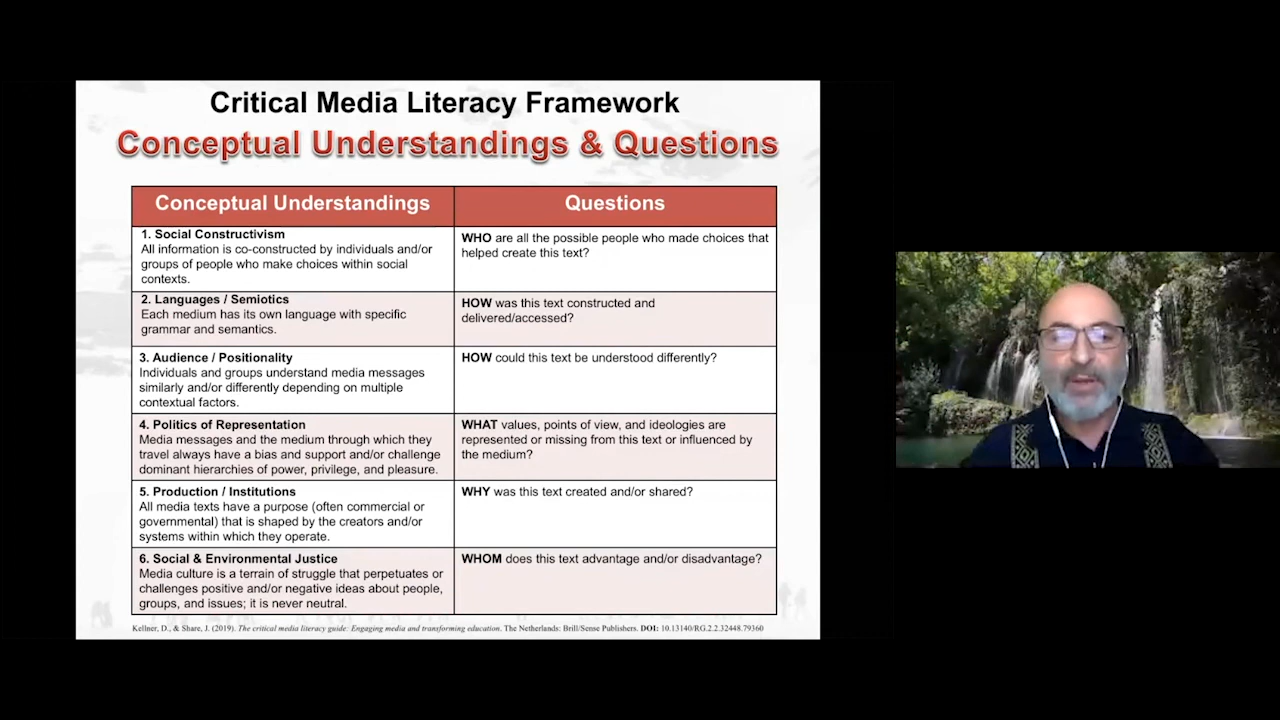 Critical Media Literacy Framework
Conceptual Understandings & Questions
Conceptual Understandings
Questions
1. Social Constructivism
All information is co-constructed by individuals and/or
groups of people who make choices within social
contexts.
WHO are all the possible people who made choices that
helped create this text?
2. Languages / Semiotics
Each medium has its own language with specific
grammar and semantics.
HOW was this text constructed and
delivered/accessed?
3. Audience / Positionality
Individuals and groups understand media messages
similarly and/or differently depending on multiple
contextual factors.
HOW could this text be understood differently?
4. Politics of Representation
Media messages and the medium through which they
travel always have a bias and support and/or challenge
dominant hierarchies of power, privilege, and pleasure.
WHAT values, points of view, and ideologies are
represented or missing from this text or influenced by
the medium?
5. Production / Institutions
All media texts have a purpose (often commercial or
governmental) that is shaped by the creators and/or
systems within which they operate.
WHY was this text created and/or shared?
6. Social & Environmental Justice
Media culture is a terrain of struggle that perpetuates or
challenges positive and/or negative ideas about people,
groups, and issues; it is never neutral.
WHOM does this text advantage and/or disadvantage?
Kellner, D., & Share, J. (2019). The critical media literacy guide: Engaging media and transforming education. The Netherlands: Brill/Sense Publishers. DOI: 10.13140/RG.2.2.32448.79360